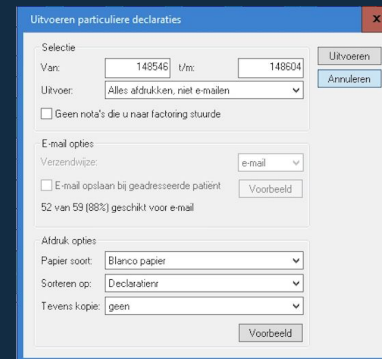 Uitvoeren particuliere declaraties x
Selectie
Van: 148546 t/m: 148604
Uitvoer: Alles afdrukken, niet e-mailen
Geen nota's die u naar factoring stuurde
Uitvoeren
Annuleren
E-mail opties
Verzendwijze: e-mail
E-mail opslaan bij geadresseerde patiënt Voorbeeld
52 van 59 (88%) geschikt voor e-mail
Afdruk opties
Papier soort: Blanco papier
Sorteren op: Declaratienr
Tevens kopie: geen
Voorbeeld